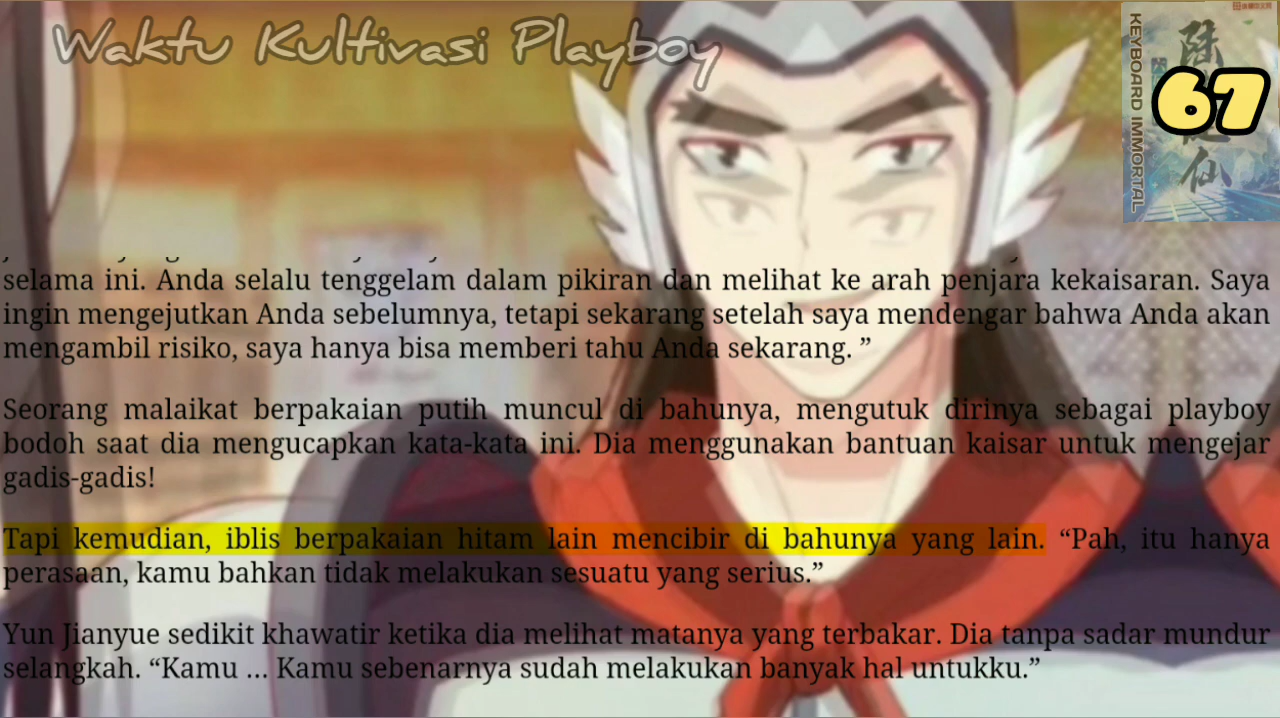 Waktu Kultivasi Playboy
KEYBOARD IMMORTAL
67
selama ini. Anda selalu tenggelam dalam pikiran dan melihat ke arah penjara kekaisaran. Saya
ingin mengejutkan Anda sebelumnya, tetapi sekarang setelah saya mendengar bahwa Anda akan
mengambil risiko, saya hanya bisa memberi tahu Anda sekarang. ”
Seorang malaikat berpakaian putih muncul di bahunya, mengutuk dirinya sebagai playboy
bodoh saat dia mengucapkan kata-kata ini. Dia menggunakan bantuan kaisar untuk mengejar
gadis-gadis!
Tapi kemudian, iblis berpakaian hitam lain mencibir di bahunya yang lain. “Pah, itu hanya
perasaan, kamu bahkan tidak melakukan sesuatu yang serius.”
Yun Jianyue sedikit khawatir ketika dia melihat matanya yang terbakar. Dia tanpa sadar mundur
selangkah. “Kamu ... Kamu sebenarnya sudah melakukan banyak hal untukku.”